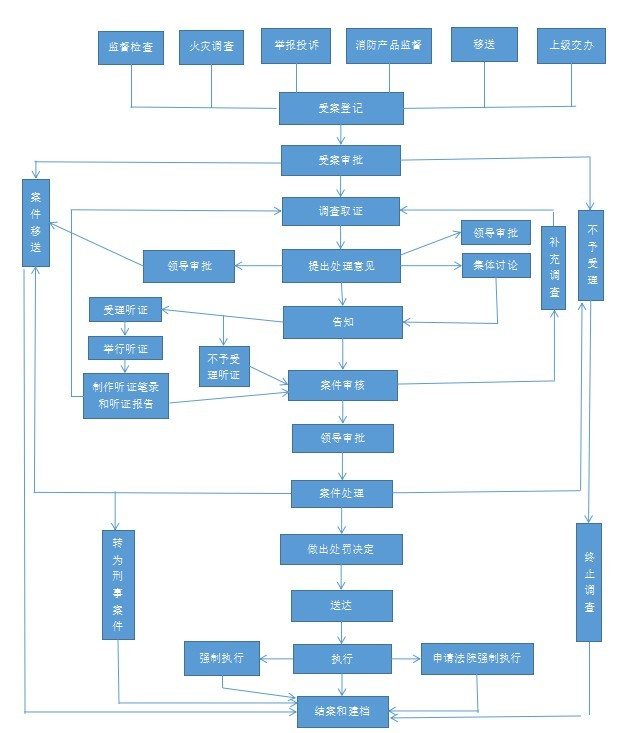 监督检查
火灾调查
举报投诉
消防产品监督
移送
上级交办
受案登记
受案审批
案件移送
调查取证
不予受理
补充调查
领导审批
提出处理意见
领导审批
集体讨论
受理听证
告知
举行听证
不予受
理听证
制作听证笔录
和听证报告
案件审核
领导审批
案件处理
转为刑事案件
做出处罚决定
终止调查
送达
强制执行
执行
申请法院强制执行
结案和建档